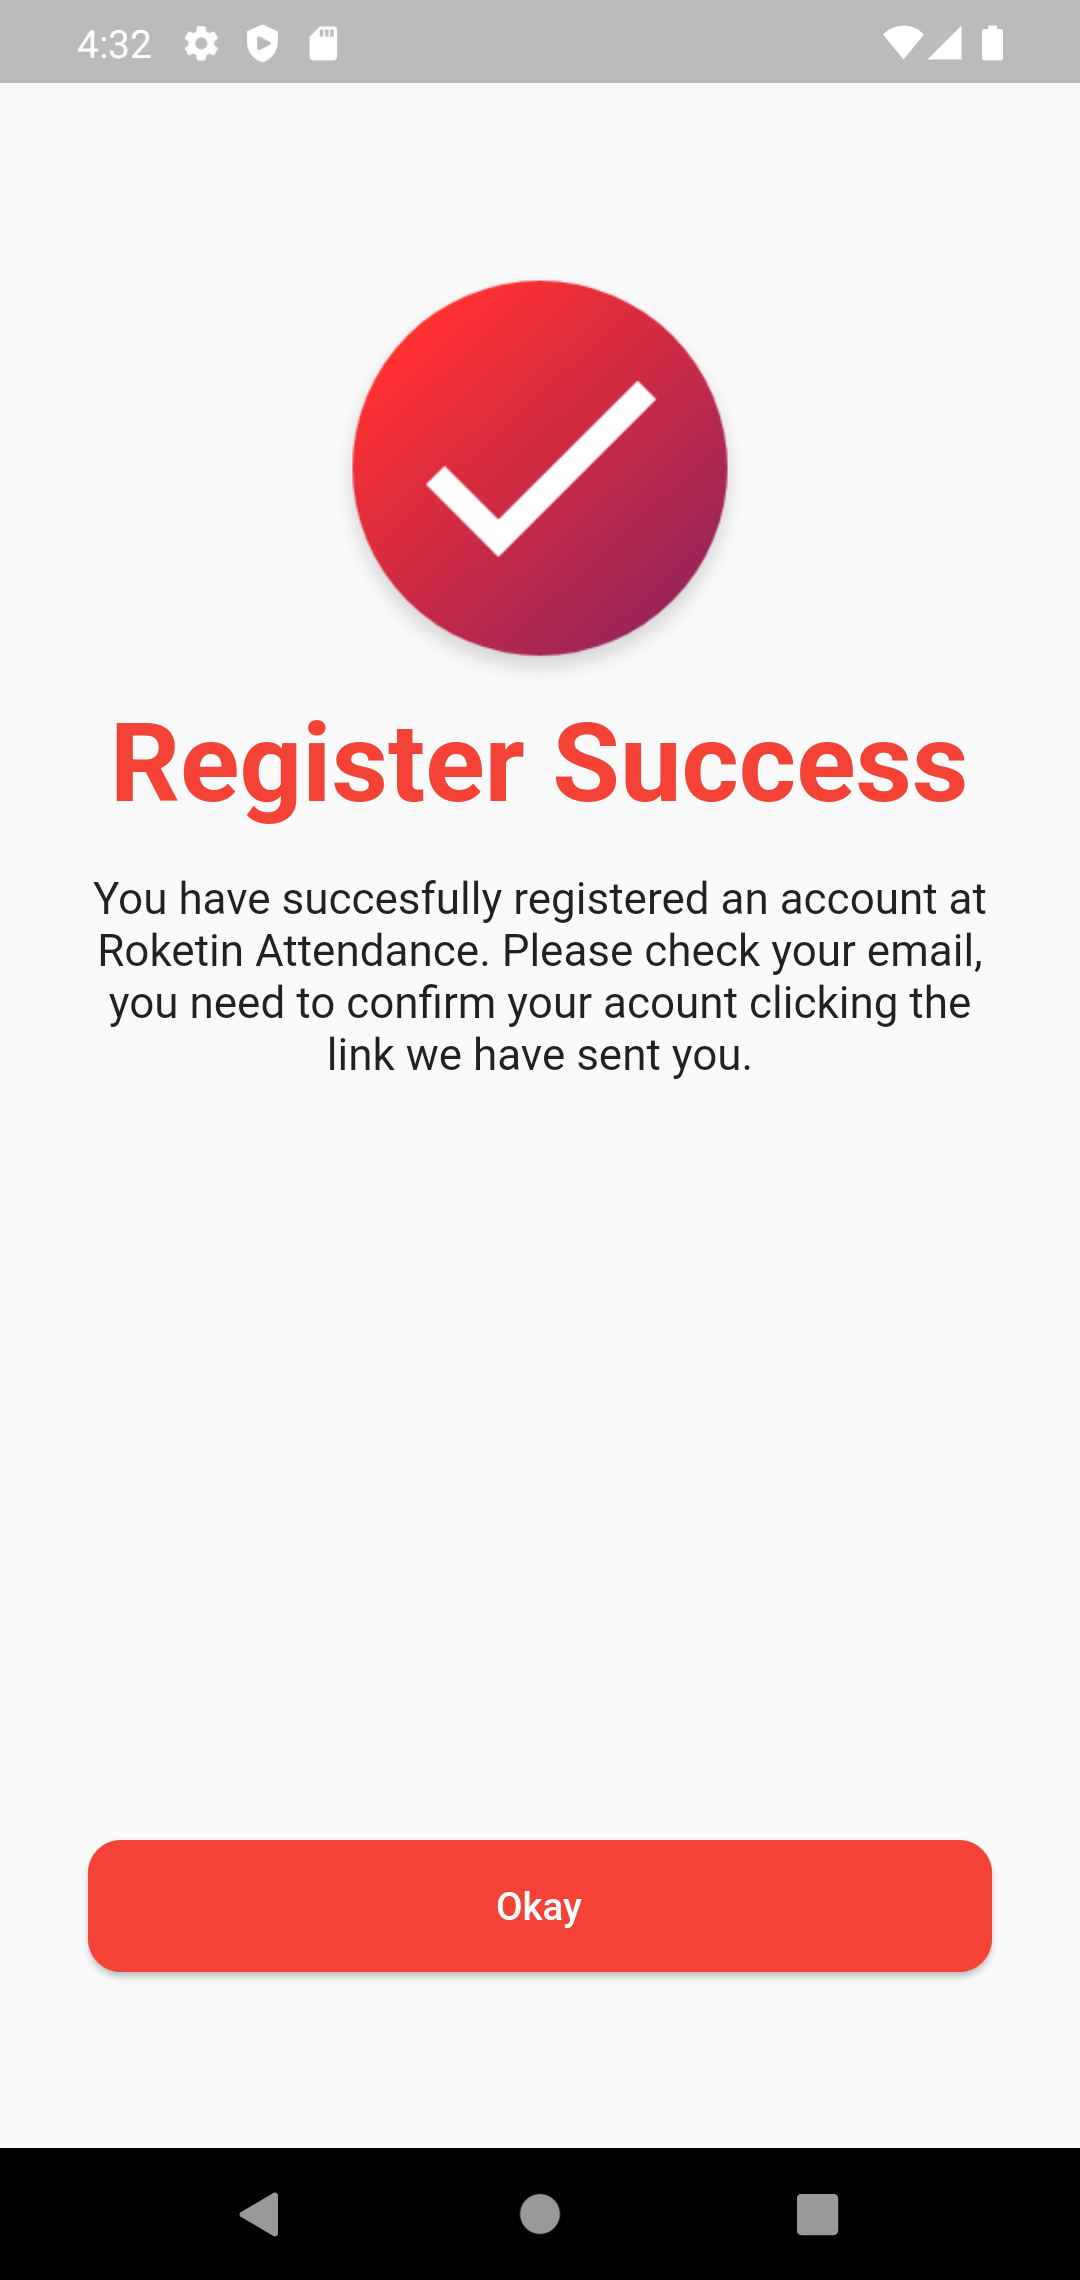 4:32
Register Success
You have succesfully registered an account at
Roketin Attendance. Please check your email,
you need to confirm your acount clicking the
link we have sent you.
Okay